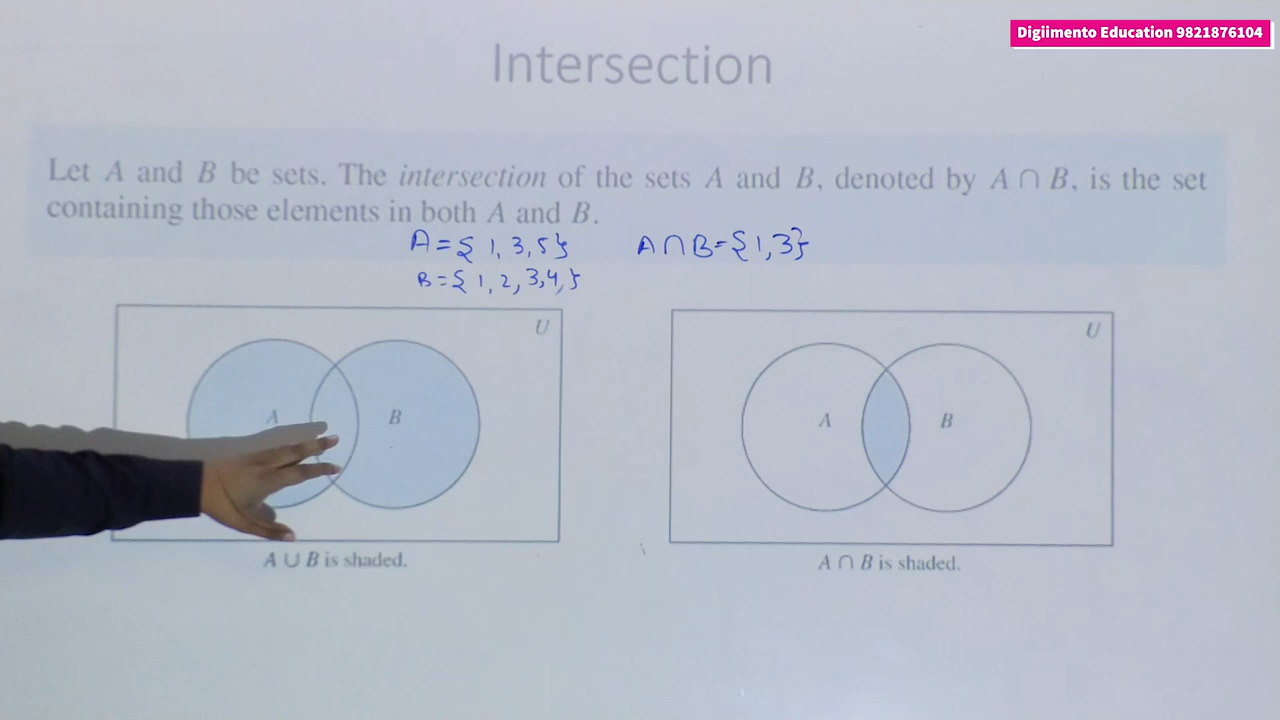 Digiimento Education 9821876104
Intersection
Let A and B be sets. The intersection of the sets A and B, denoted by A ∩ B, is the set
containing those elements in both A and B.
A={ 1, 3, 5} A∩B={1,3}
B={ 1, 2, 3,4, }
U
A B
A ∪ B is shaded.
U
A B
A ∩ B is shaded.